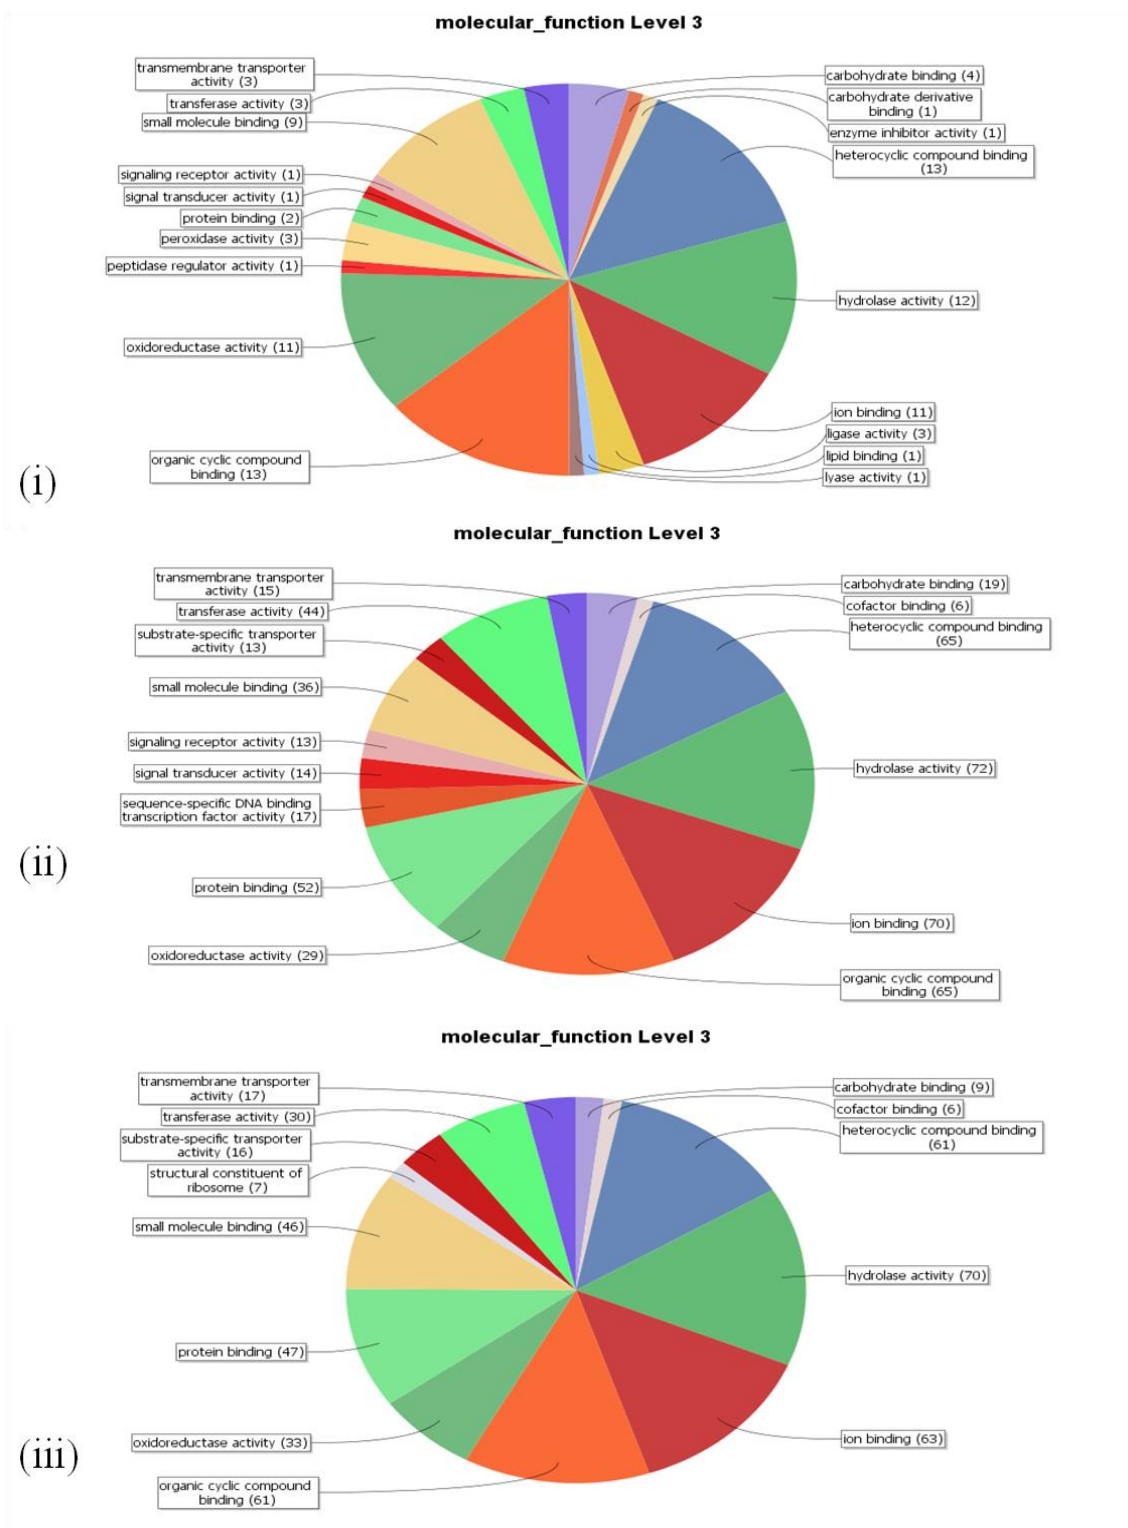 molecular_function Level 3
transmembrane transporter
activity (3)
transferase activity (3)
small molecule binding (9)
signaling receptor activity (1)
signal transducer activity (1)
protein binding (2)
peroxidase activity (3)
peptidase regulator activity (1)
oxidoreductase activity (11)
organic cyclic compound
binding (13)
carbohydrate binding (4)
carbohydrate derivative
binding (1)
enzyme inhibitor activity (1)
heterocyclic compound binding
(13)
hydrolase activity (12)
ion binding (11)
ligase activity (3)
lipid binding (1)
lyase activity (1)
(i)
molecular_function Level 3
transmembrane transporter
activity (15)
transferase activity (44)
substrate-specific transporter
activity (13)
small molecule binding (36)
signaling receptor activity (13)
signal transducer activity (14)
sequence-specific DNA binding
transcription factor activity (17)
protein binding (52)
oxidoreductase activity (29)
carbohydrate binding (19)
cofactor binding (6)
heterocyclic compound binding
(65)
hydrolase activity (72)
ion binding (70)
organic cyclic compound
binding (65)
(ii)
molecular_function Level 3
transmembrane transporter
activity (17)
transferase activity (30)
substrate-specific transporter
activity (16)
structural constituent of
ribosome (7)
small molecule binding (46)
protein binding (47)
oxidoreductase activity (33)
organic cyclic compound
binding (61)
carbohydrate binding (9)
cofactor binding (6)
heterocyclic compound binding
(61)
hydrolase activity (70)
ion binding (63)
(iii)